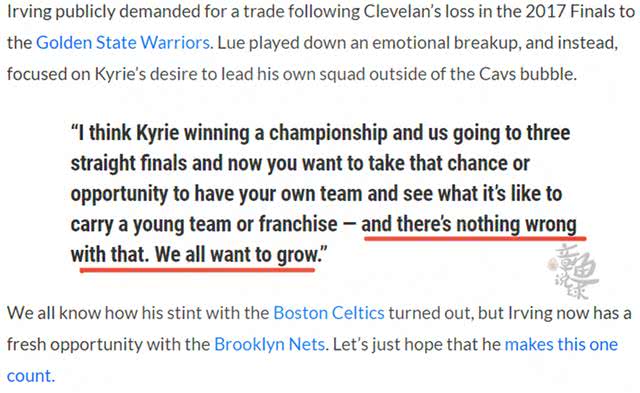 Irving publicly demanded for a trade following Clevelan’s loss in the 2017 Finals to
the Golden State Warriors. Lue played down an emotional breakup, and instead,
focused on Kyrie’s desire to lead his own squad outside of the Cavs bubble.
“I think Kyrie winning a championship and us going to three
straight finals and now you want to take that chance or
opportunity to have your own team and see what it’s like to
carry a young team or franchise — and there’s nothing wrong
with that. We all want to grow.”
章鱼说球
We all know how his stint with the Boston Celtics turned out, but Irving now has a
fresh opportunity with the Brooklyn Nets. Let’s just hope that he makes this one
count.